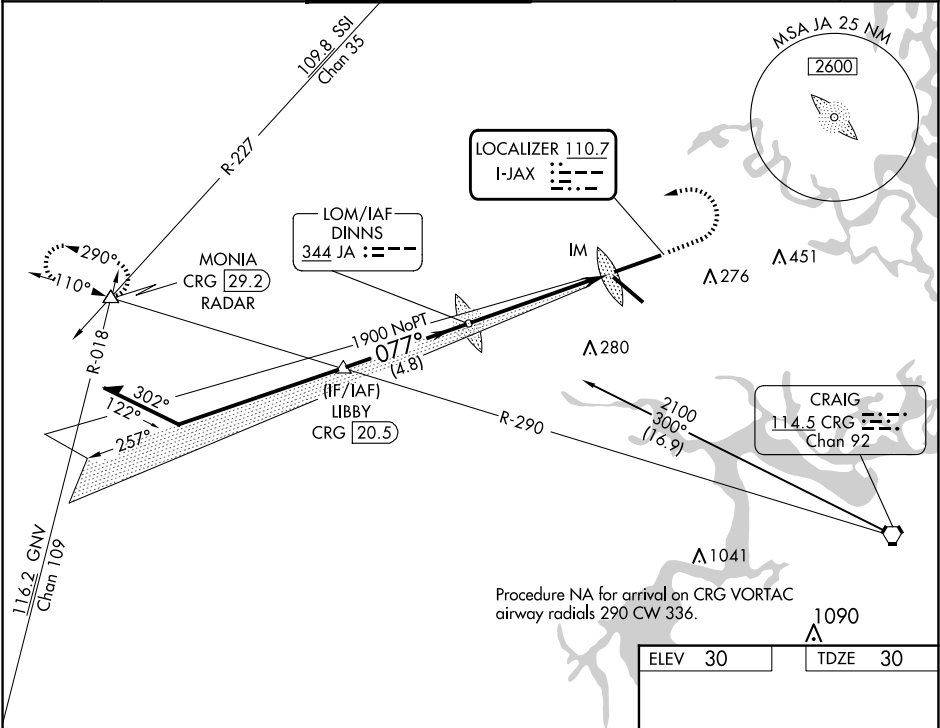 109.8 SSI
Chan 35
R-227
MSA JA 25 NM
2600
LOCALIZER 110.7
I-JAX
LOM/IAF
DINNS
344 JA
IM
451
276
290°
110°
MONIA
CRG 29.2
RADAR
R-018
1900 NoPT
077°
(4.8)
280
302°
122°
257°
(IF/IAF)
LIBBY
CRG 20.5
R-290
2100
300°
(16.9)
CRAIG
114.5 CRG
Chan 92
116.2 GNV
Chan 109
1041
Procedure NA for arrival on CRG VORTAC
airway radials 290 CW 336.
1090
ELEV 30
TDZE 30